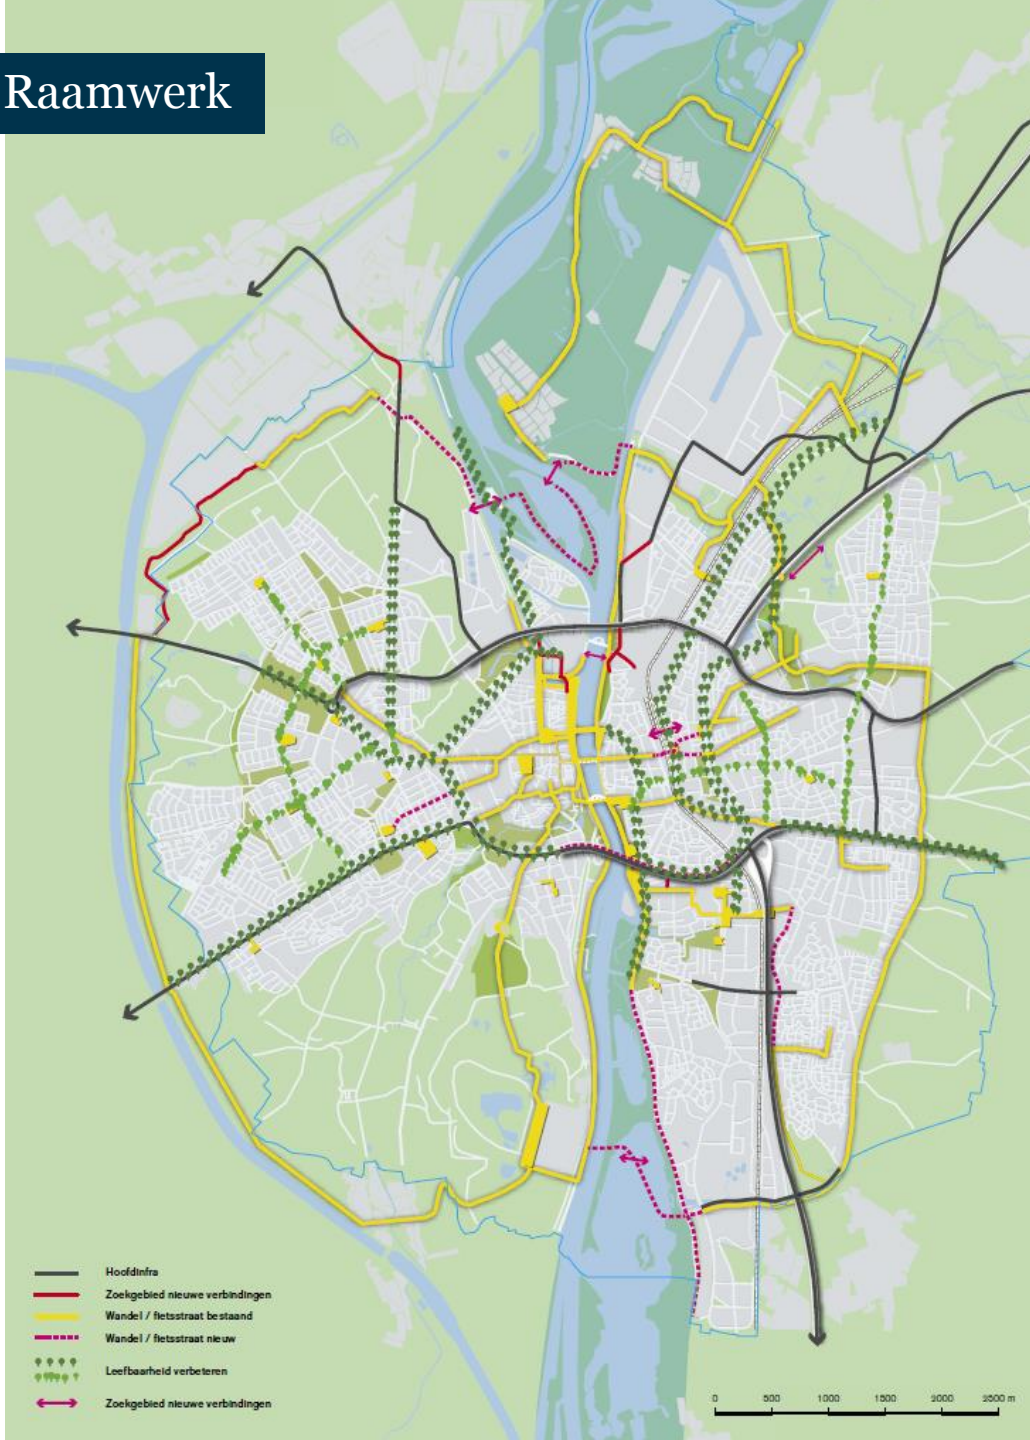 Raamwerk
Hoofdinfra
Zoekgebied nieuwe verbindingen
Wandel / fietsstraat bestaand
Wandel / fietsstraat nieuw
Leefbaarheid verbeteren
Zoekgebied nieuwe verbindingen
0 500 1000 1500 2000 2500 m